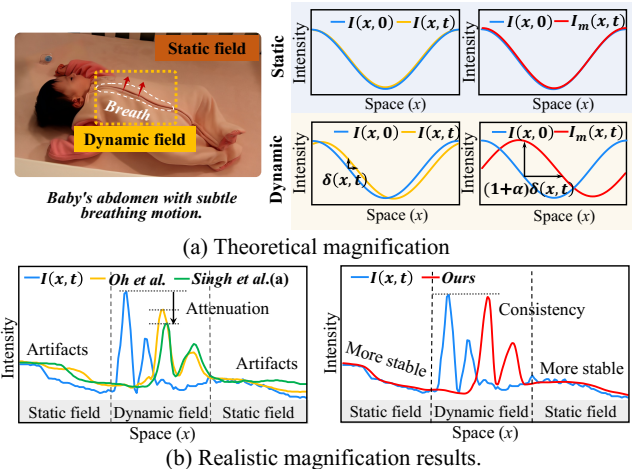 Static field
Breath
Dynamic field
Baby's abdomen with subtle
breathing motion.
Static
Intensity
I(x, 0) I(x, t)
Space (x)
Intensity
I(x, 0) Iₘ(x, t)
Space (x)
Dynamic
Intensity
I(x, 0) I(x, t)
δ(x, t)
Space (x)
Intensity
I(x, 0) Iₘ(x, t)
(1+α)δ(x, t)
Space (x)
(a) Theoretical magnification
I(x, t) Oh et al. Singh et al.(a)
Intensity
Attenuation
Artifacts
Artifacts
Static field Dynamic field Static field
Space (x)
I(x, t) Ours
Intensity
Consistency
More stable
More stable
Static field Dynamic field Static field
Space (x)
(b) Realistic magnification results.